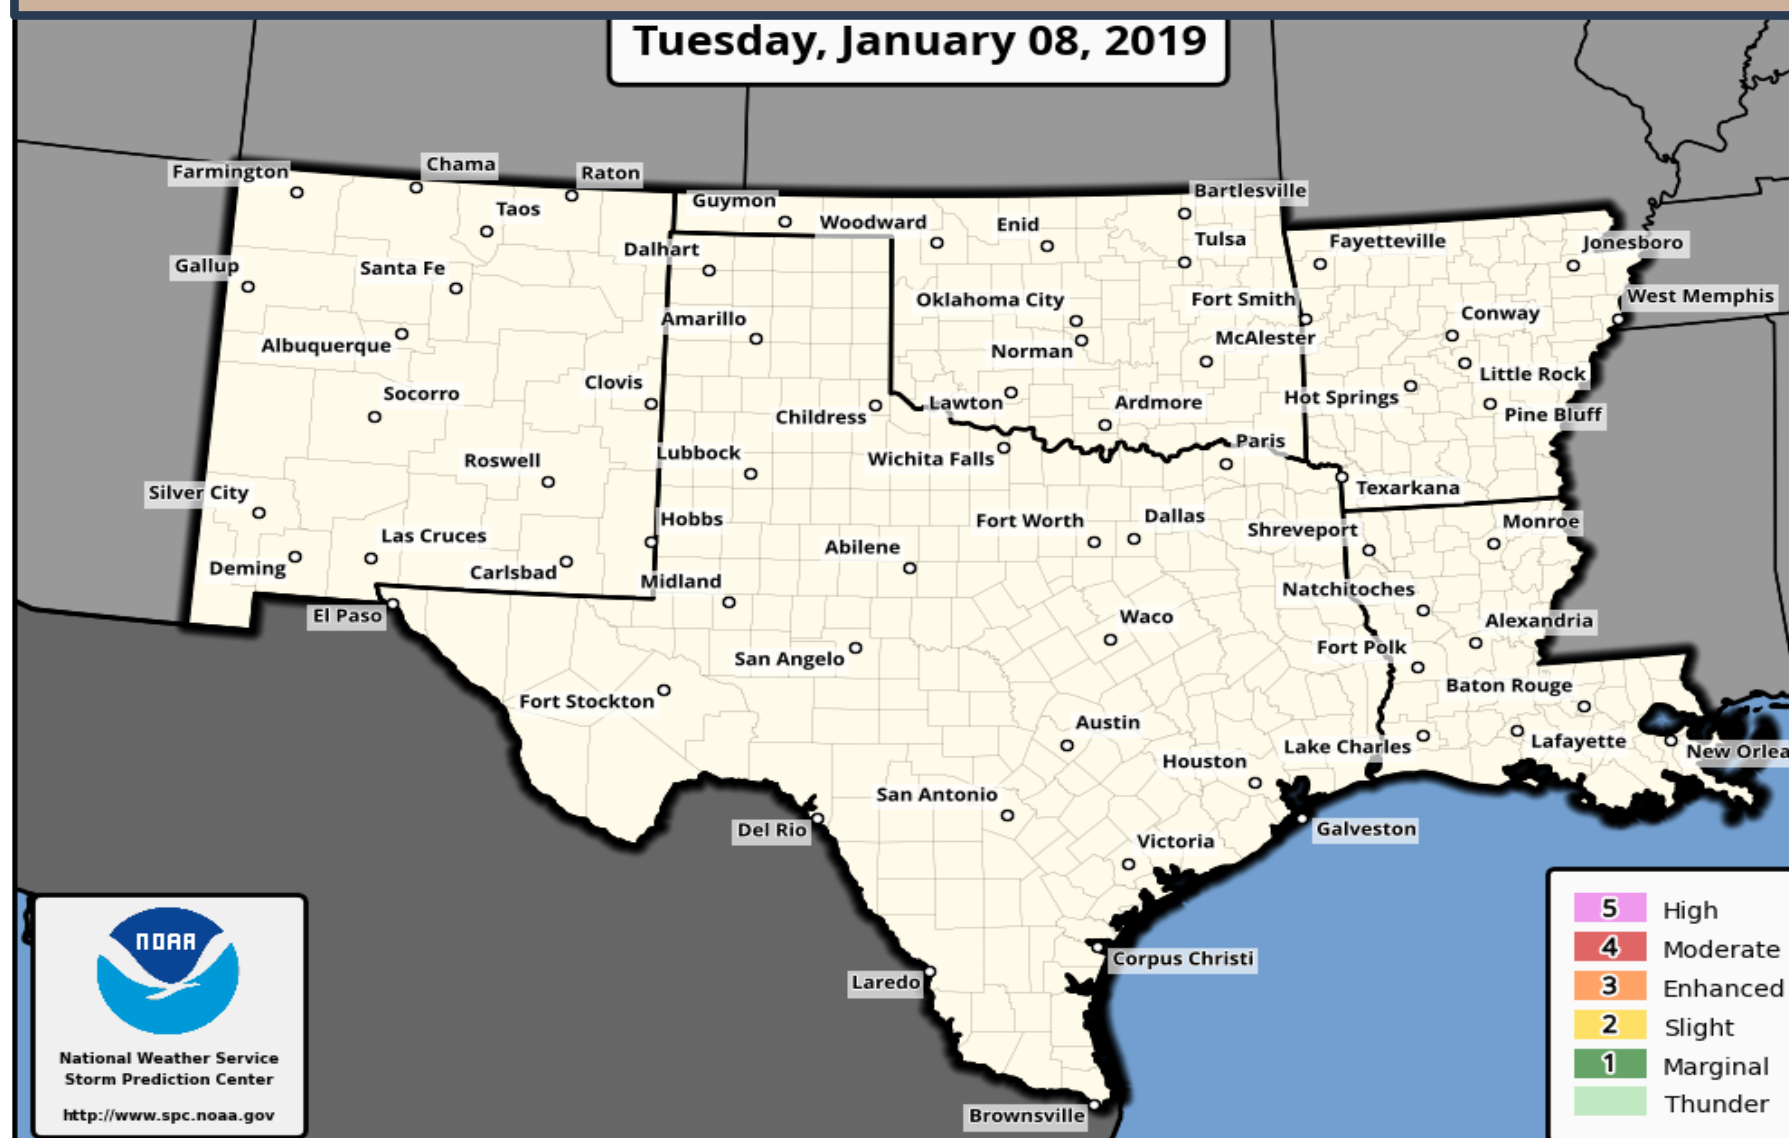 Tuesday, January 08, 2019
Farmington
Chama
Raton
Taos
Guymon
Woodward
Enid
Bartlesville
Tulsa
Fayetteville
Jonesboro
Gallup
Santa Fe
Dalhart
Oklahoma City
Fort Smith
West Memphis
Albuquerque
Amarillo
Norman
McAlester
Conway
Little Rock
Socorro
Clovis
Childress
Lawton
Ardmore
Hot Springs
Pine Bluff
Roswell
Lubbock
Wichita Falls
Paris
Texarkana
Silver City
Las Cruces
Hobbs
Fort Worth
Dallas
Shreveport
Monroe
Deming
Carlsbad
Midland
Abilene
Natchitoches
El Paso
Waco
Alexandria
San Angelo
Fort Polk
Fort Stockton
Baton Rouge
Austin
Lake Charles
Lafayette
New Orlea
Houston
San Antonio
Del Rio
Galveston
Victoria
Corpus Christi
Laredo
Brownsville
NOAA
National Weather Service
Storm Prediction Center
http://www.spc.noaa.gov
5 High
4 Moderate
3 Enhanced
2 Slight
1 Marginal
Thunder